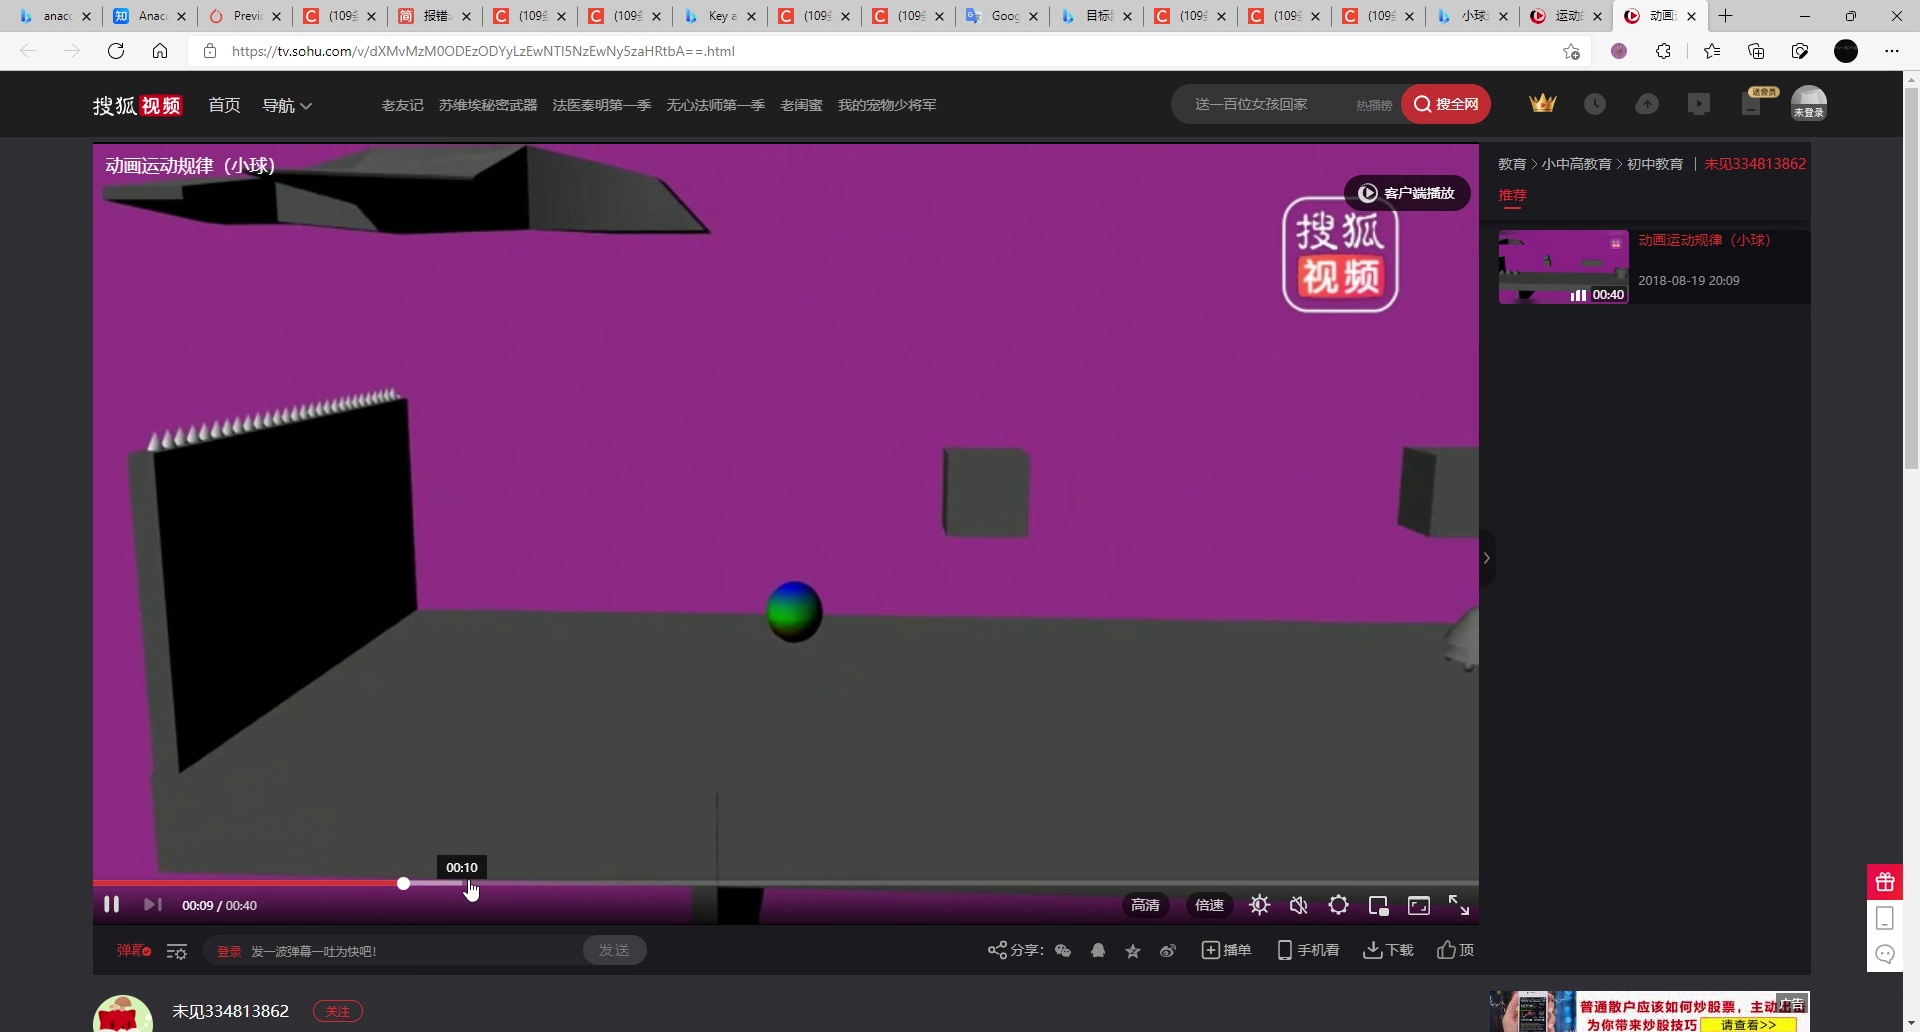 anacc
知 Anac
Previ
C (109
简 报错:
C (109
C (109
Key a
C (109
C (109
Goog
目标
C (109
C (109
C (109
小球
运动
动画
https://tv.sohu.com/v/dXMvMzM0ODEzODYyLzEwNTI5NzEwNy5zaHRtbA==.html
搜狐视频 首页 导航 老友记 苏维埃秘密武器 法医秦明第一季 无心法师第一季 老闺蜜 我的宠物少将军 送一百位女孩回家 热播榜 搜全网 送会员 未登录
动画运动规律（小球）
客户端播放
搜狐
视频
教育 > 小中高教育 > 初中教育 | 未见334813862
推荐
动画运动规律（小球）
2018-08-19 20:09
00:40
00:10
00:09 / 00:40 高清 倍速
弹幕 登录 发一波弹幕一吐为快吧! 发送 分享: 播单 手机看 下载 顶
未见334813862 关注
普通散户应该如何炒股票，主动出 广告
为你带来炒股技巧 请查看>>